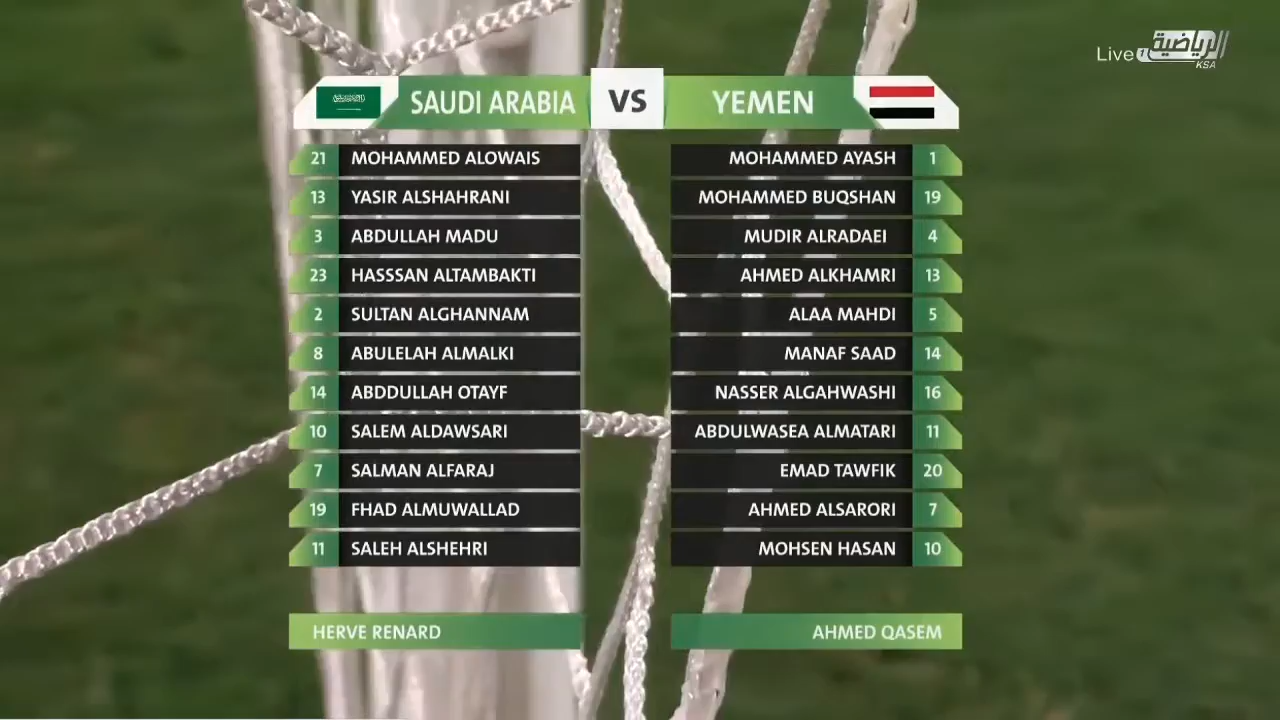 Live
1 الرياضية
KSA
SAUDI ARABIA VS YEMEN
21 MOHAMMED ALOWAIS
MOHAMMED AYASH 1
13 YASIR ALSHAHRANI
MOHAMMED BUQSHAN 19
3 ABDULLAH MADU
MUDIR ALRADAEI 4
23 HASSSAN ALTAMBAKTI
AHMED ALKHAMRI 13
2 SULTAN ALGHANNAM
ALAA MAHDI 5
8 ABULELAH ALMALKI
MANAF SAAD 14
14 ABDDULLAH OTAYF
NASSER ALGAHWASHI 16
10 SALEM ALDAWSARI
ABDULWASEA ALMATARI 11
7 SALMAN ALFARAJ
EMAD TAWFIK 20
19 FHAD ALMUWALLAD
AHMED ALSARORI 7
11 SALEH ALSHEHRI
MOHSEN HASAN 10
HERVE RENARD
AHMED QASEM